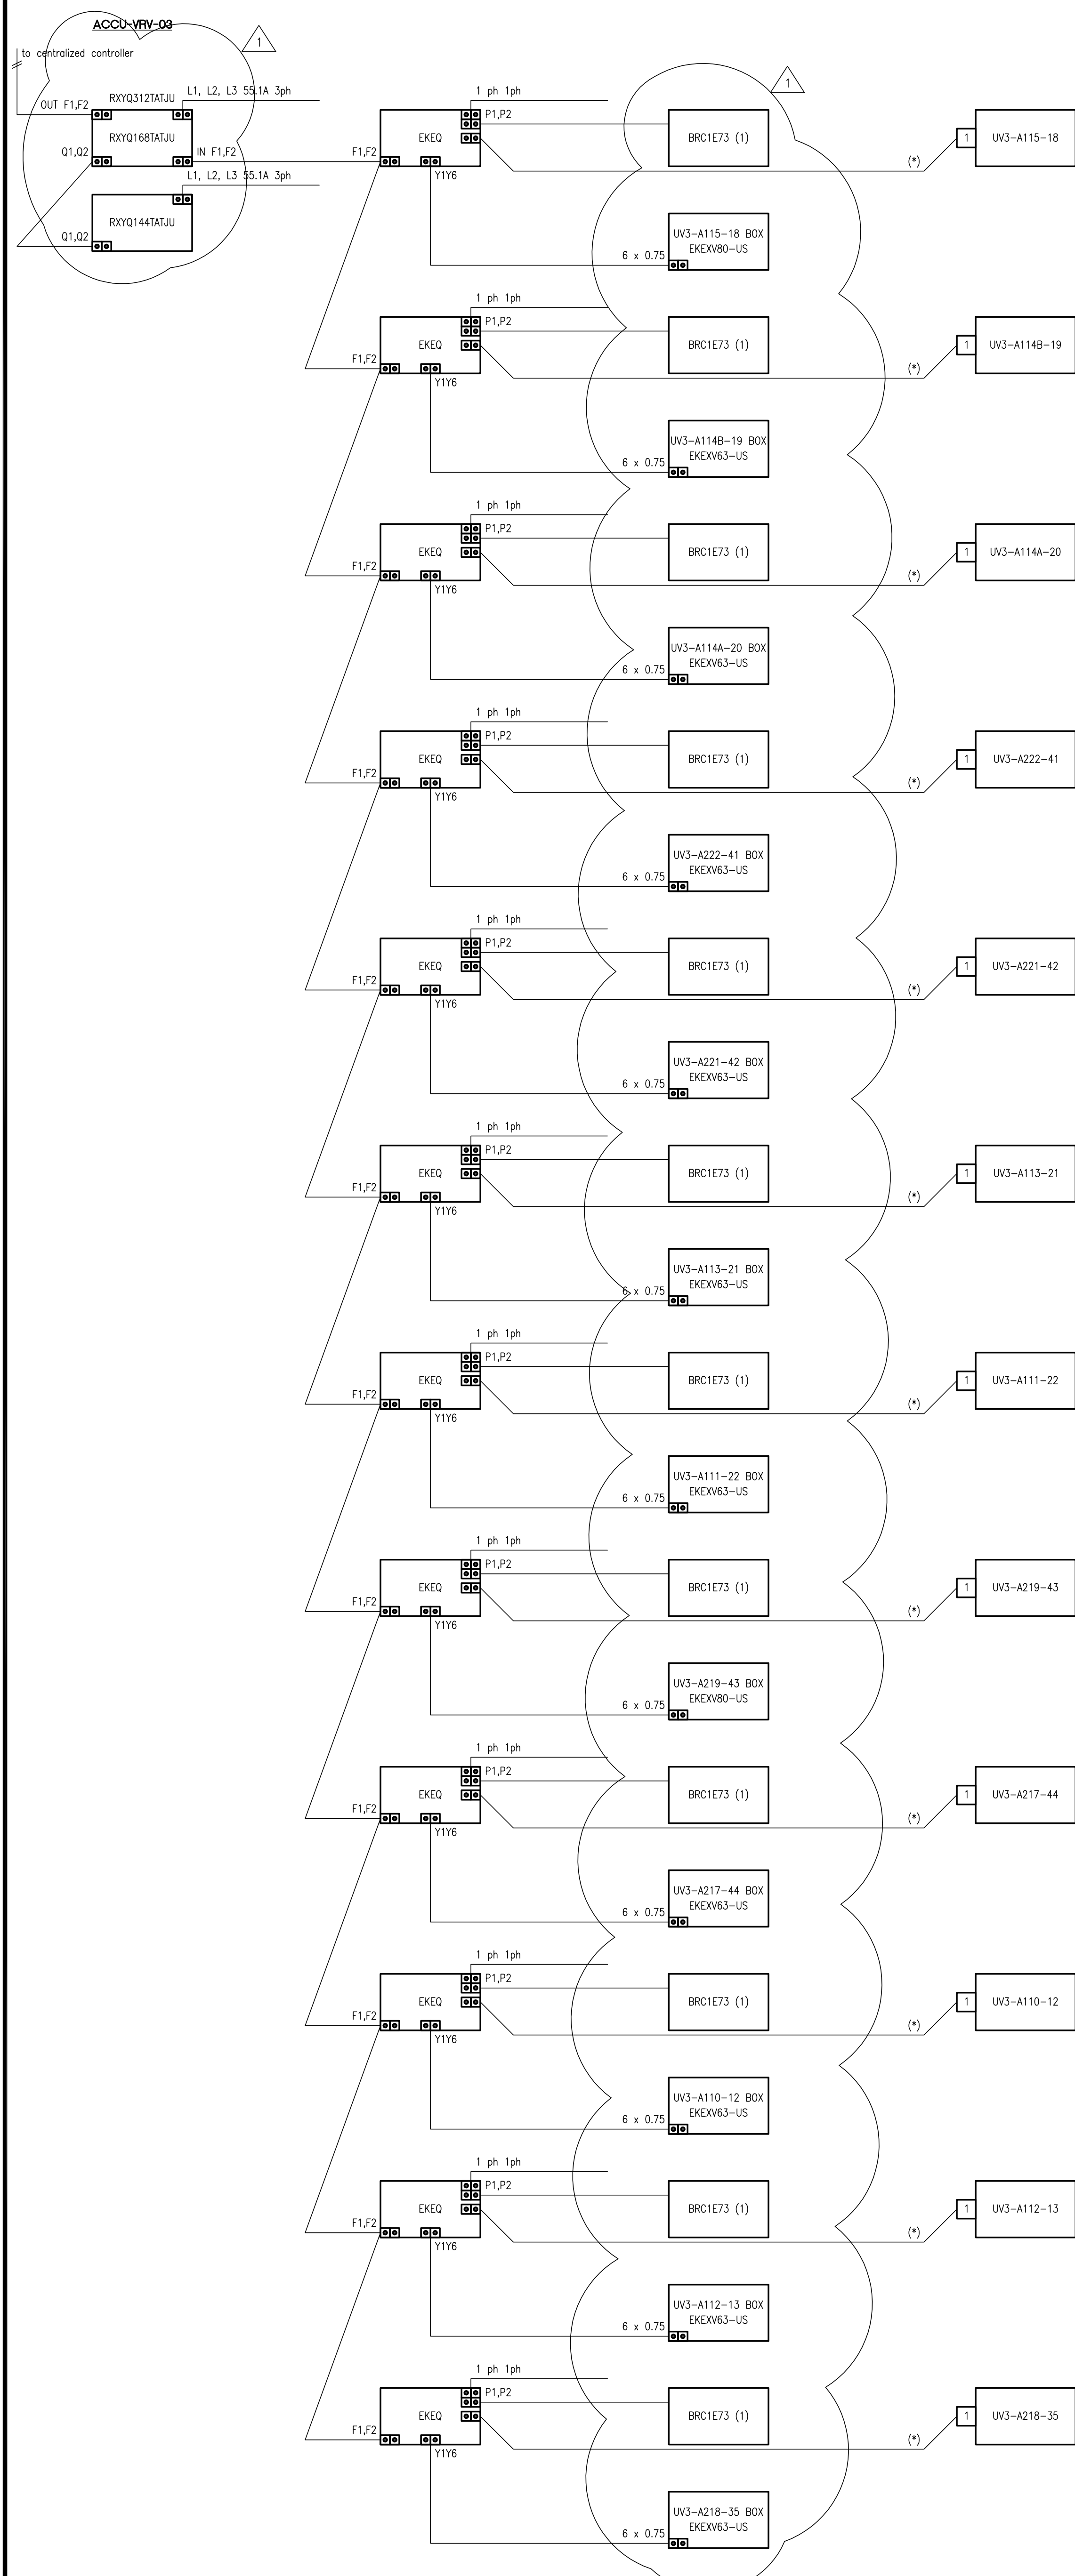 ACCU-VRV-03
1
to centralized controller
RXYQ312TATJU
L1, L2, L3 55.1A 3ph
OUT F1,F2
RXYQ168TATJU
Q1,Q2
IN F1,F2
L1, L2, L3 55.1A 3ph
RXYQ144TATJU
Q1,Q2
1
1 ph 1ph
P1,P2
EKEQ
BRC1E73 (1)
1
UV3-A115-18
F1,F2
(*)
Y1Y6
UV3-A115-18 BOX
EKEXV80-US
6 x 0.75
1 ph 1ph
P1,P2
EKEQ
BRC1E73 (1)
1
UV3-A114B-19
F1,F2
(*)
Y1Y6
UV3-A114B-19 BOX
EKEXV63-US
6 x 0.75
1 ph 1ph
P1,P2
EKEQ
BRC1E73 (1)
1
UV3-A114A-20
F1,F2
(*)
Y1Y6
UV3-A114A-20 BOX
EKEXV63-US
6 x 0.75
1 ph 1ph
P1,P2
EKEQ
BRC1E73 (1)
1
UV3-A222-41
F1,F2
(*)
Y1Y6
UV3-A222-41 BOX
EKEXV63-US
6 x 0.75
1 ph 1ph
P1,P2
EKEQ
BRC1E73 (1)
1
UV3-A221-42
F1,F2
(*)
Y1Y6
UV3-A221-42 BOX
EKEXV63-US
6 x 0.75
1 ph 1ph
P1,P2
EKEQ
BRC1E73 (1)
1
UV3-A113-21
F1,F2
(*)
Y1Y6
UV3-A113-21 BOX
EKEXV63-US
6 x 0.75
1 ph 1ph
P1,P2
EKEQ
BRC1E73 (1)
1
UV3-A111-22
F1,F2
(*)
Y1Y6
UV3-A111-22 BOX
EKEXV63-US
6 x 0.75
1 ph 1ph
P1,P2
EKEQ
BRC1E73 (1)
1
UV3-A219-43
F1,F2
(*)
Y1Y6
UV3-A219-43 BOX
EKEXV80-US
6 x 0.75
1 ph 1ph
P1,P2
EKEQ
BRC1E73 (1)
1
UV3-A217-44
F1,F2
(*)
Y1Y6
UV3-A217-44 BOX
EKEXV63-US
6 x 0.75
1 ph 1ph
P1,P2
EKEQ
BRC1E73 (1)
1
UV3-A110-12
F1,F2
(*)
Y1Y6
UV3-A110-12 BOX
EKEXV63-US
6 x 0.75
1 ph 1ph
P1,P2
EKEQ
BRC1E73 (1)
1
UV3-A112-13
F1,F2
(*)
Y1Y6
UV3-A112-13 BOX
EKEXV63-US
6 x 0.75
1 ph 1ph
P1,P2
EKEQ
BRC1E73 (1)
1
UV3-A218-35
F1,F2
(*)
Y1Y6
UV3-A218-35 BOX
EKEXV63-US
6 x 0.75